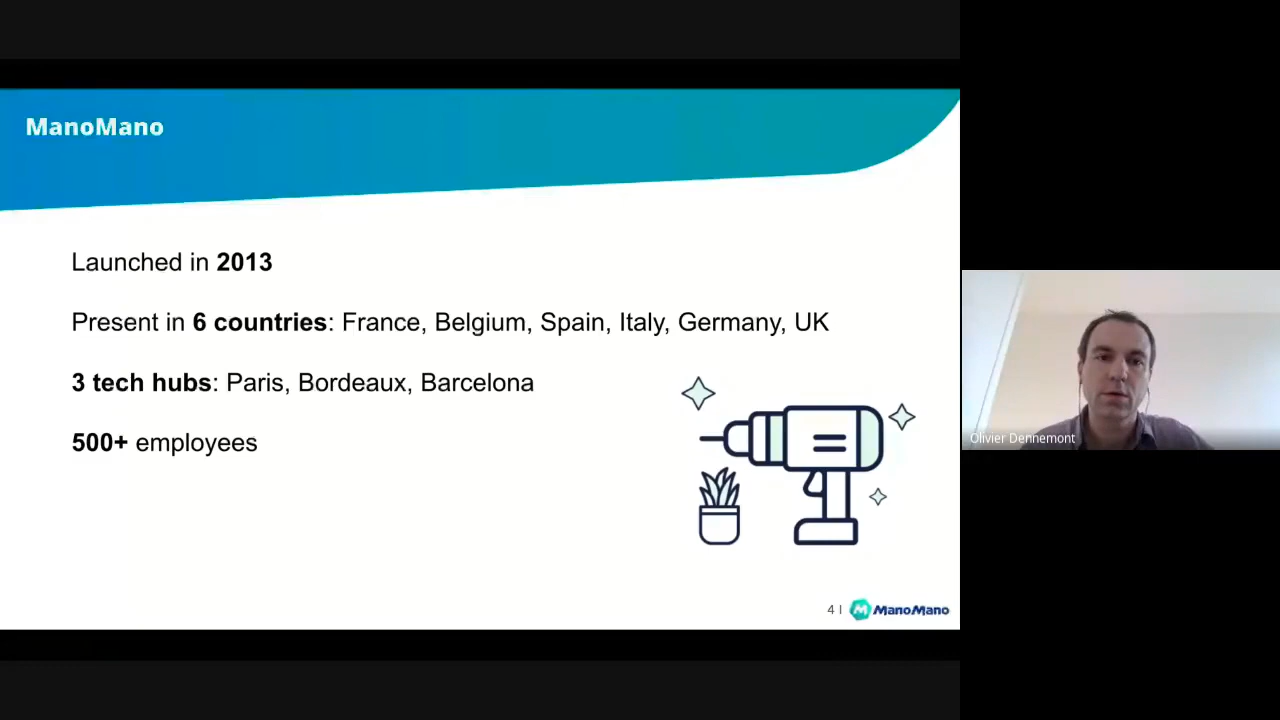 ManoMano
Launched in 2013
Present in 6 countries: France, Belgium, Spain, Italy, Germany, UK
3 tech hubs: Paris, Bordeaux, Barcelona
500+ employees
4 I ManoMano
Olivier Dennemont